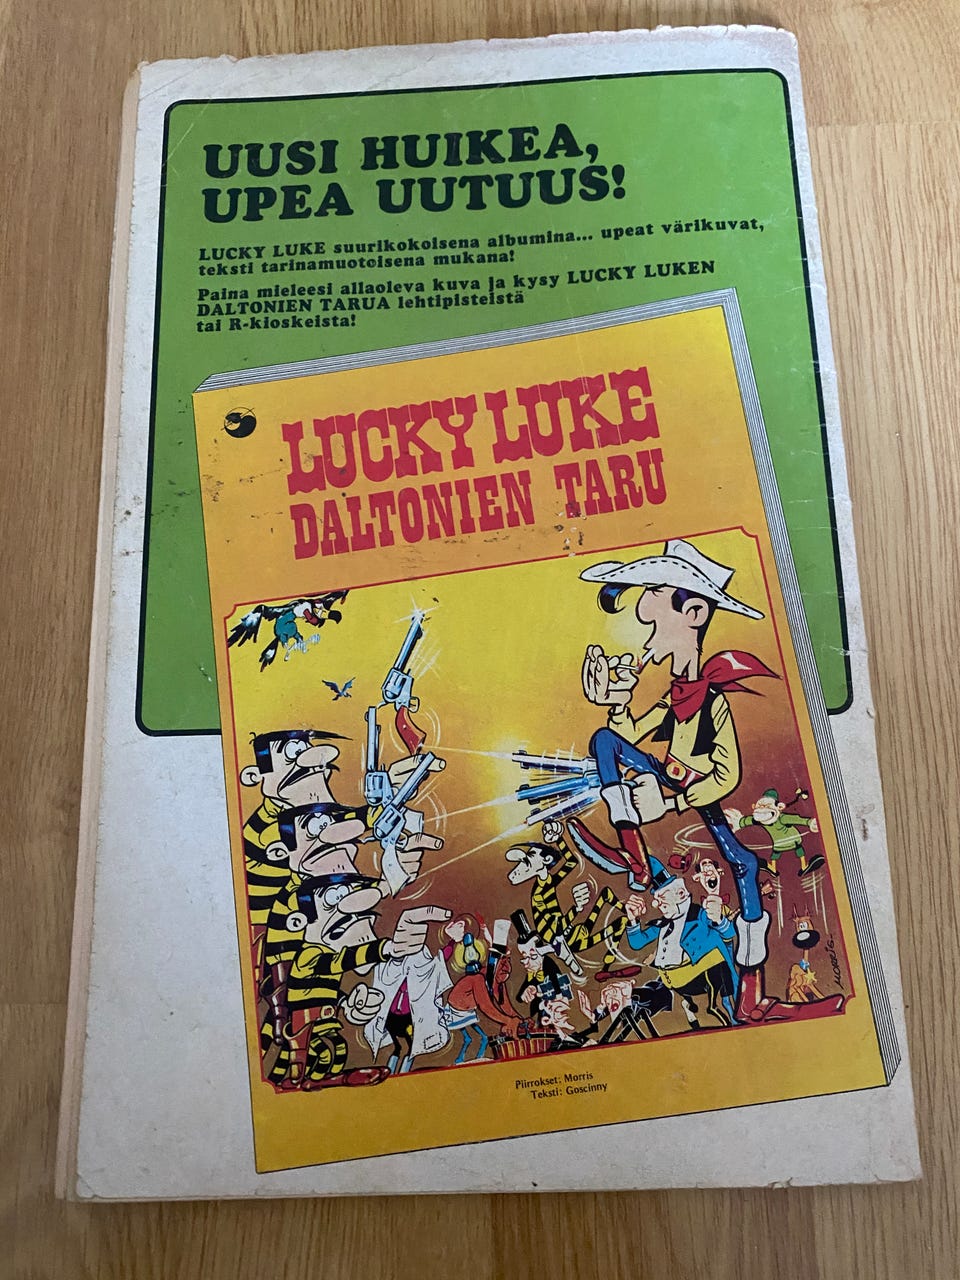 UUSI HUIKEA,
UPEA UUTUUS!
LUCKY LUKE suurikokoisena albumina... upeat värikuvat,
teksti tarinamuotoisena mukana!
Paina mieleesi allaoleva kuva ja kysy LUCKY LUKEN
DALTONIEN TARUA lehtipisteistä
tai R-kioskeista!
LUCKY LUKE
DALTONIEN TARU
MORRIS-
Piirrokset: Morris
Teksti: Goscinny